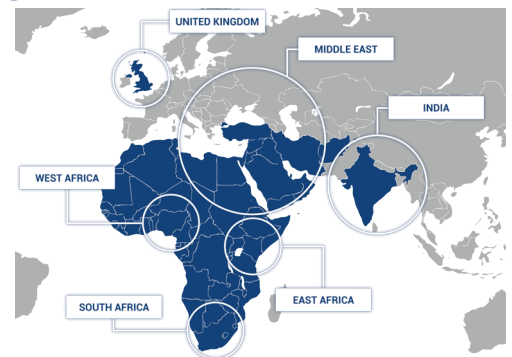 UNITED KINGDOM
MIDDLE EAST
INDIA
WEST AFRICA
EAST AFRICA
SOUTH AFRICA